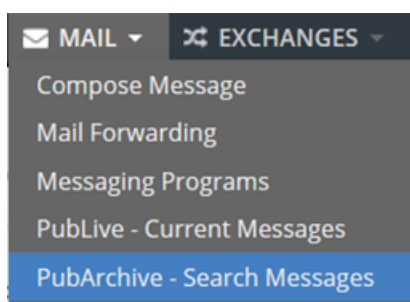 MAIL EXCHANGES
Compose Message
Mail Forwarding
Messaging Programs
PubLive - Current Messages
PubArchive - Search Messages